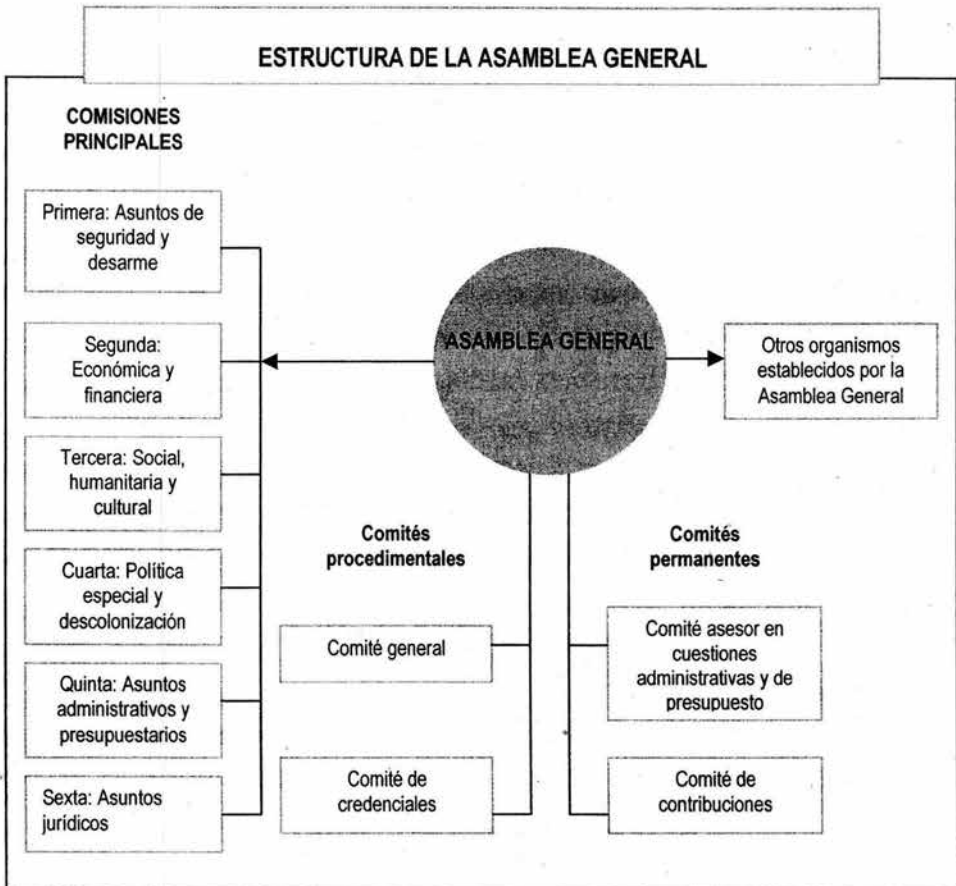 ESTRUCTURA DE LA ASAMBLEA GENERAL
COMISIONES
PRINCIPALES
Primera: Asuntos de
seguridad y
desarme
Segunda:
Económica y
financiera
Tercera: Social,
humanitaria y
cultural
Cuarta: Política
especial y
descolonización
Quinta: Asuntos
administrativos y
presupuestarios
Sexta: Asuntos
jurídicos
ASAMBLEA GENERAL
Otros organismos
establecidos por la
Asamblea General
Comités
procedimentales
Comité general
Comité de
credenciales
Comités
permanentes
Comité asesor en
cuestiones
administrativas y de
presupuesto
Comité de
contribuciones